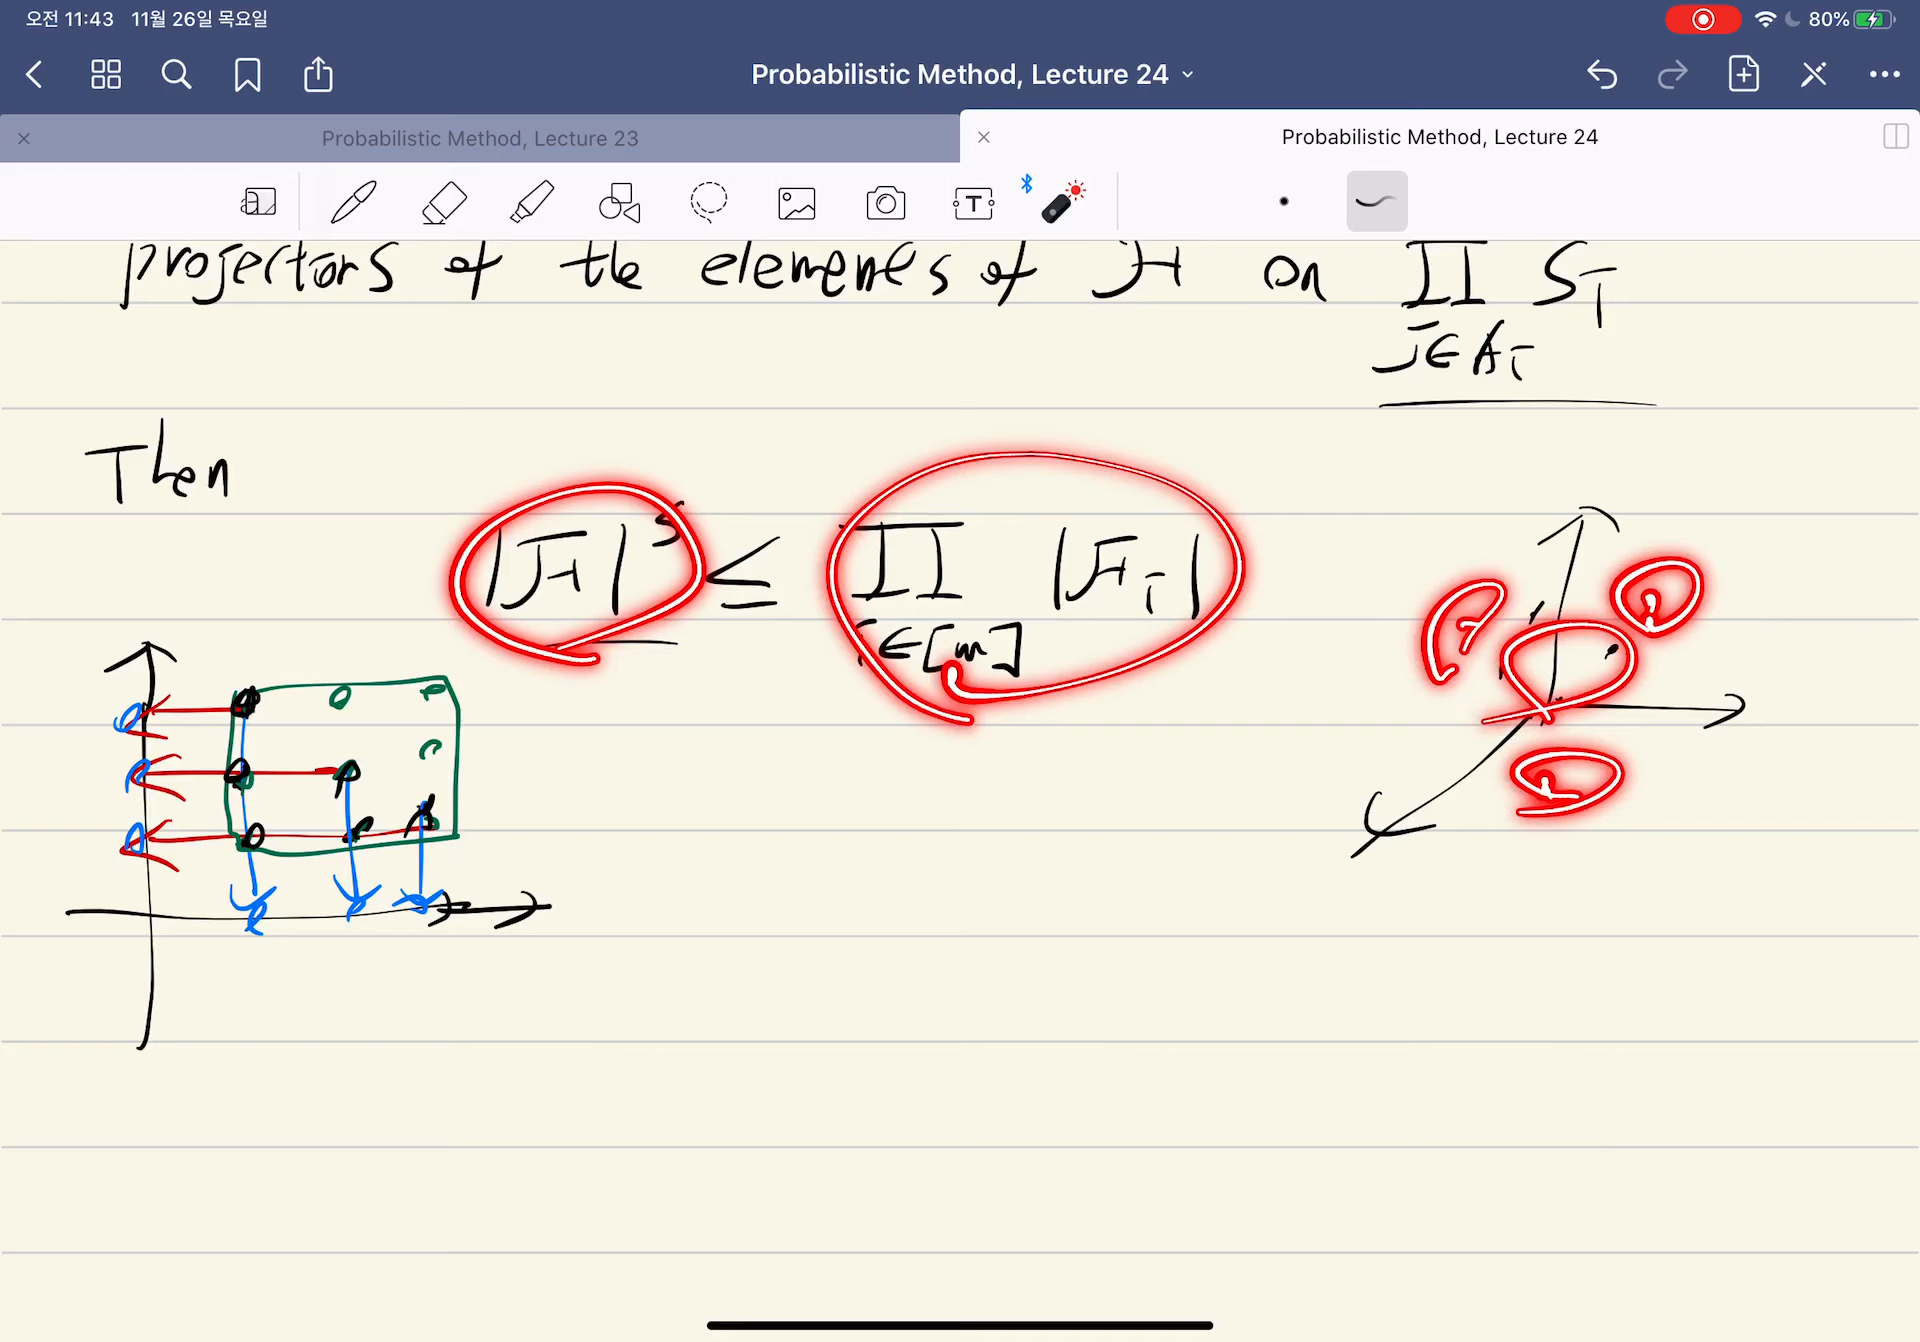 오전 11:43 11월 26일 목요일
80%
Probabilistic Method, Lecture 24
Probabilistic Method, Lecture 23
Probabilistic Method, Lecture 24
T
projections of the elements of F on ∏ S_j
j∈A_i
Then
|F|^s ≤ ∏ |F_i|
i∈[m]